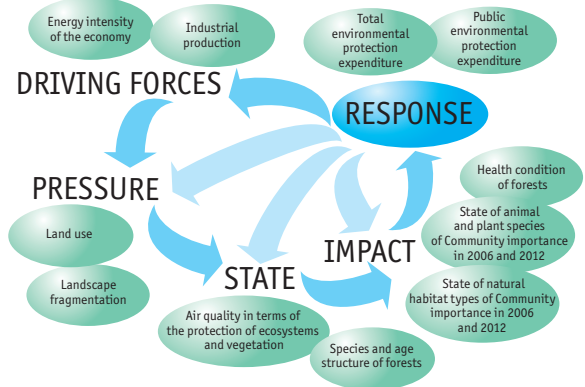 Energy intensity
of the economy
Industrial
production
Total
environmental
protection
expenditure
Public
environmental
protection
expenditure
DRIVING FORCES
RESPONSE
PRESSURE
Health condition
of forests
Land use
State of animal
and plant species
of Community importance
in 2006 and 2012
IMPACT
STATE
Landscape
fragmentation
State of natural
habitat types of Community
importance in 2006
and 2012
Air quality in terms of
the protection of ecosystems
and vegetation
Species and age
structure of forests